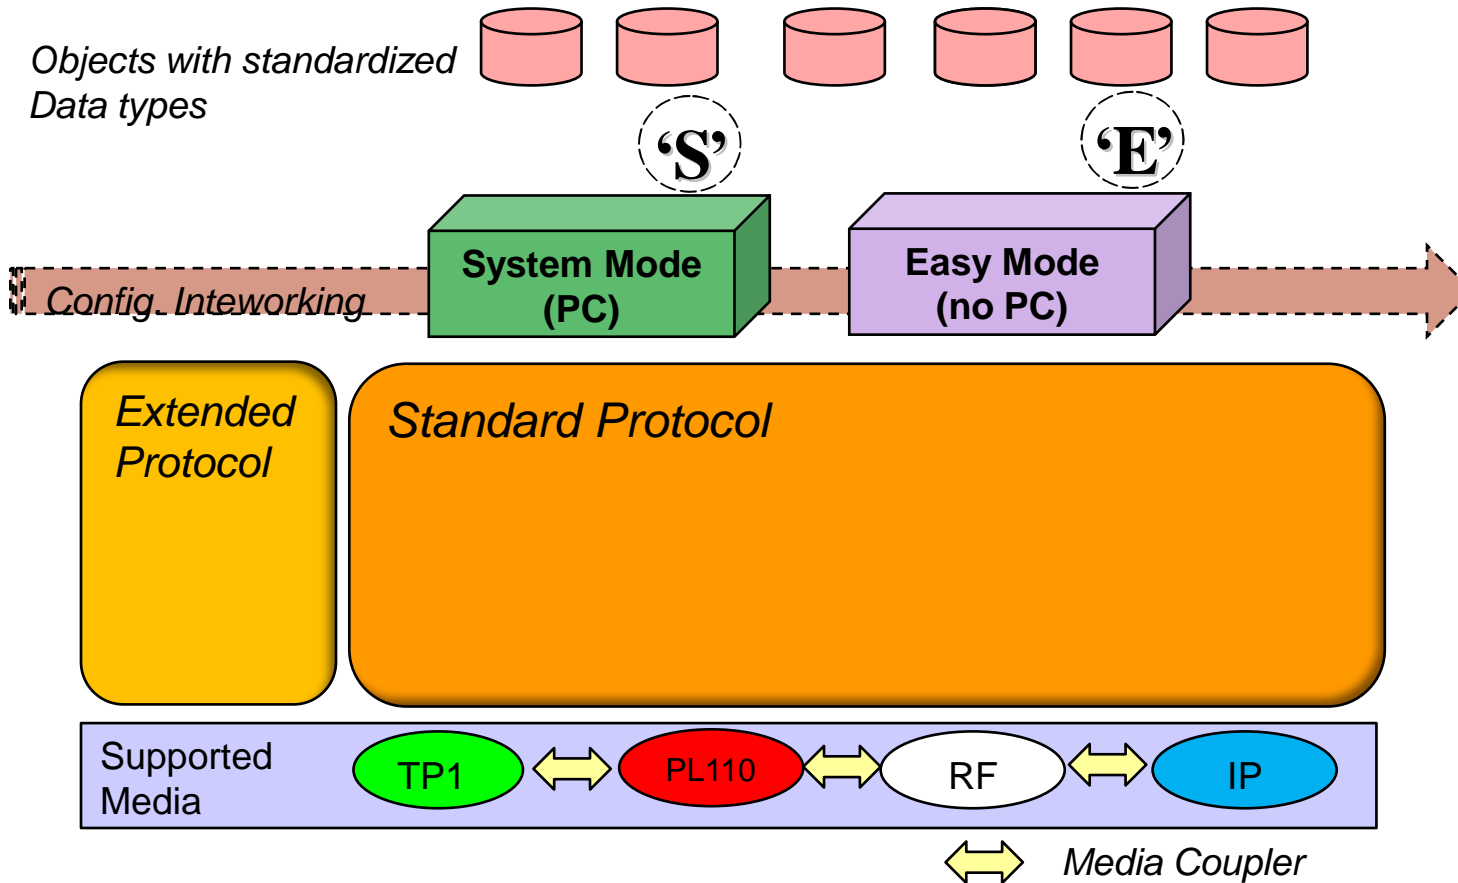 Objects with standardized
Data types
‘S’
‘E’
System Mode
(PC)
Easy Mode
(no PC)
Config. Inteworking
Extended
Protocol
Standard Protocol
Supported
Media
TP1
PL110
RF
IP
Media Coupler